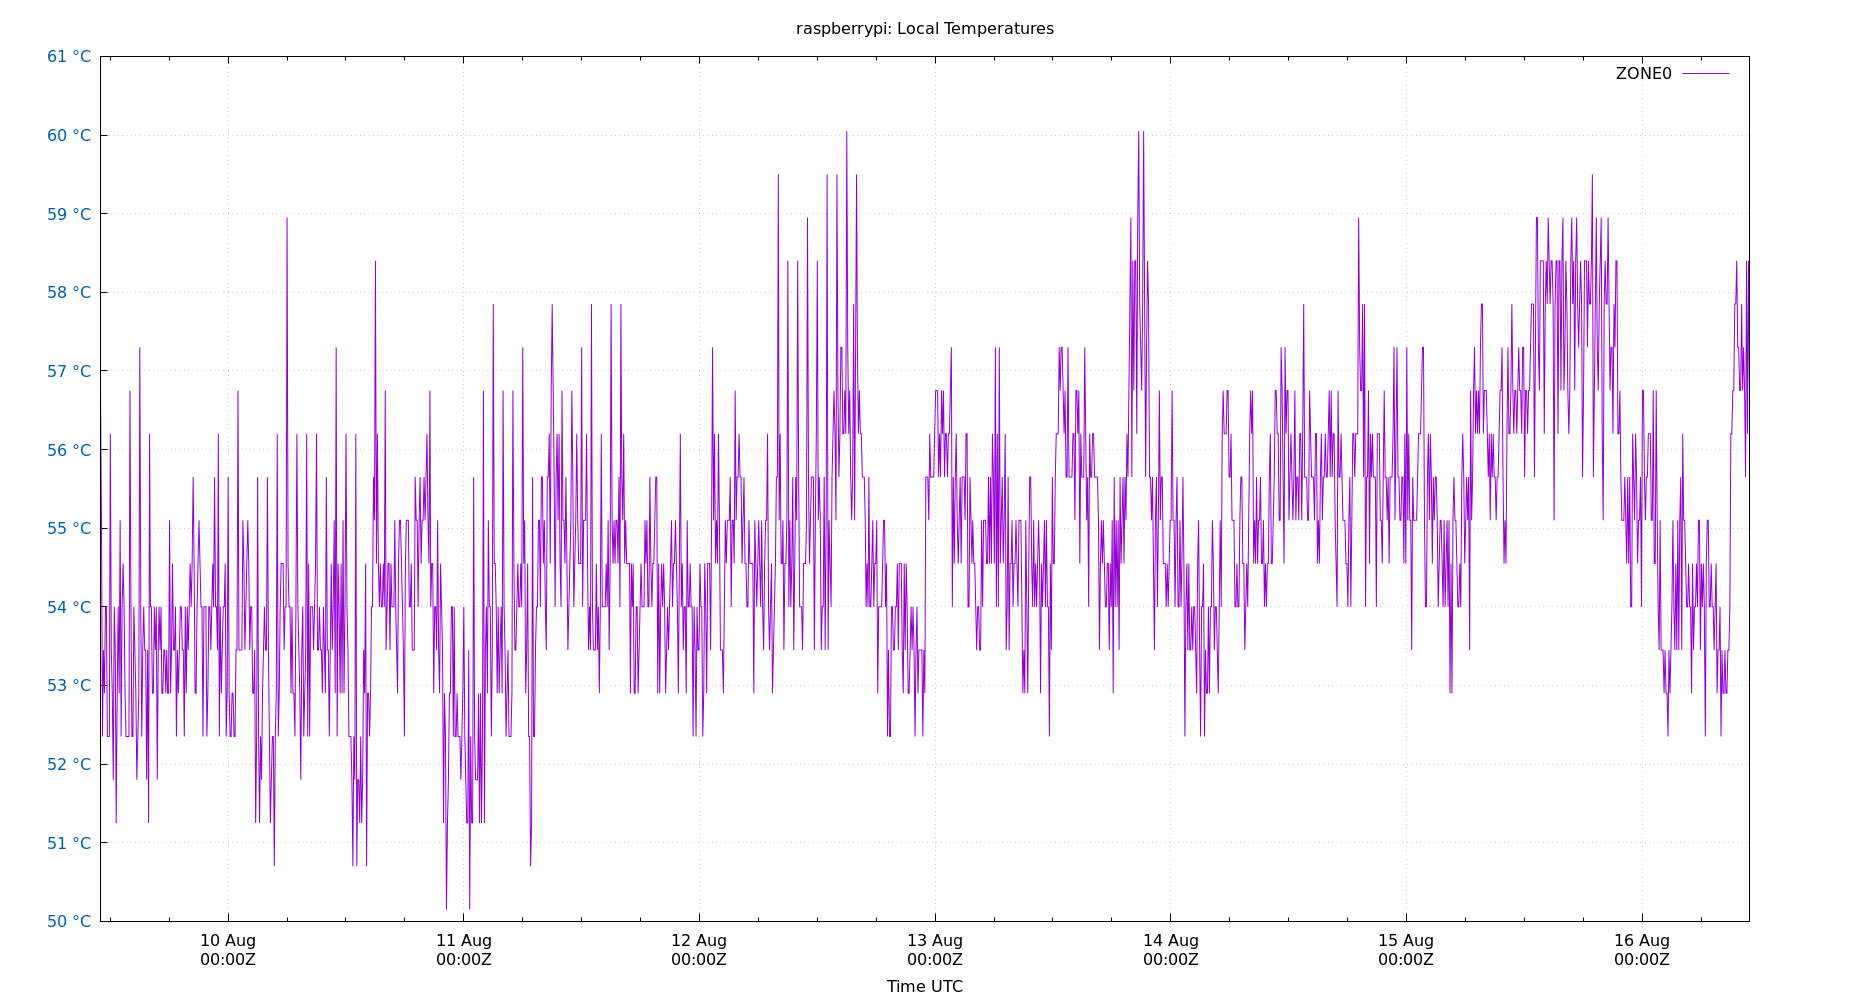 raspberrypi: Local Temperatures
61 °C
ZONE0
60 °C
59 °C
58 °C
57 °C
56 °C
55 °C
54 °C
53 °C
52 °C
51 °C
50 °C
10 Aug 11 Aug 12 Aug 13 Aug 14 Aug 15 Aug 16 Aug
00:00Z 00:00Z 00:00Z 00:00Z 00:00Z 00:00Z 00:00Z
Time UTC